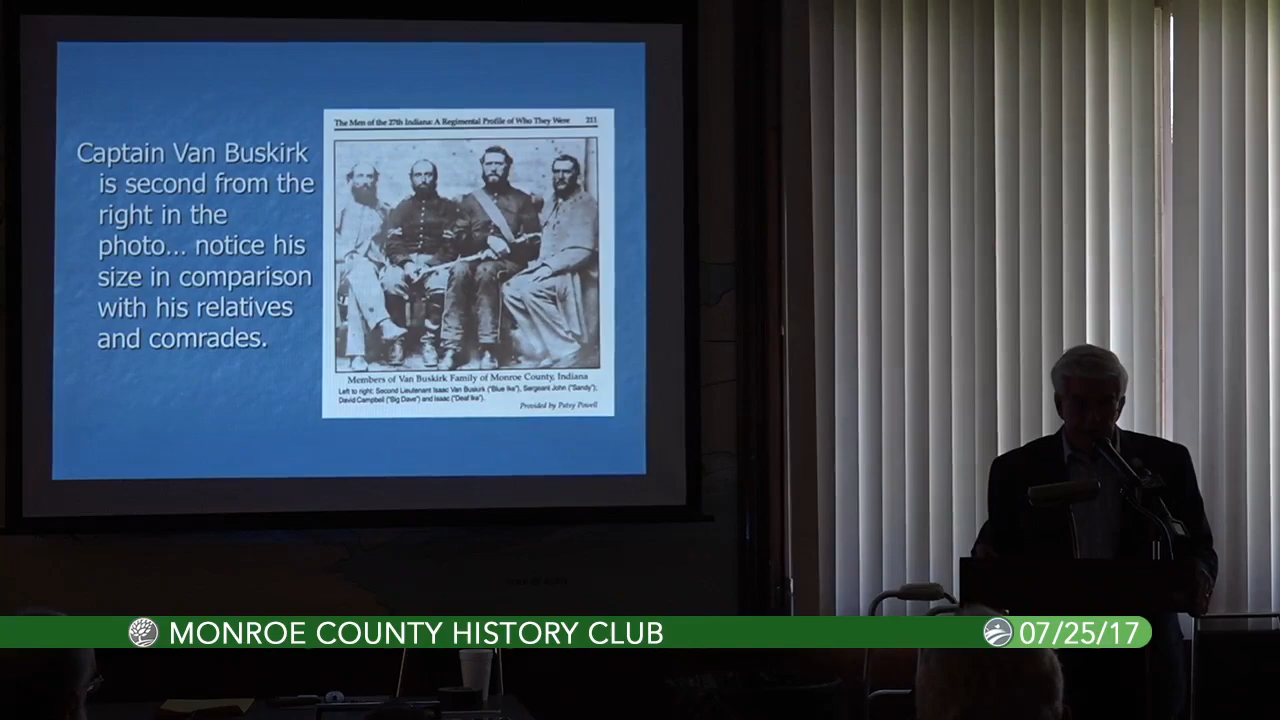 Captain Van Buskirk
is second from the
right in the
photo... notice his
size in comparison
with his relatives
and comrades.
The Men of the 27th Indiana: A Regimental Profile of Who They Were 211
Members of Van Buskirk Family of Monroe County, Indiana
Left to right: Second Lieutenant Isaac Van Buskirk ("Blue Ike"), Sergeant John ("Sandy");
David Campbell ("Big Dave") and Isaac ("Deaf Ike").
Provided by Patsy Powell
MONROE COUNTY HISTORY CLUB
07/25/17